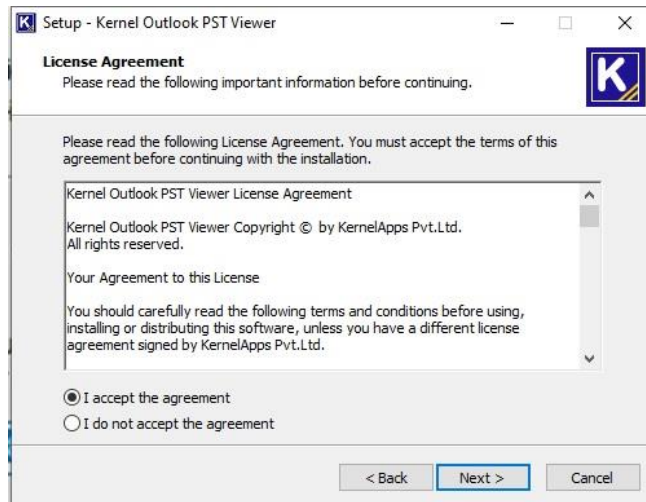 Setup - Kernel Outlook PST Viewer
License Agreement
Please read the following important information before continuing.
K
Please read the following License Agreement. You must accept the terms of this
agreement before continuing with the installation.
Kernel Outlook PST Viewer License Agreement
Kernel Outlook PST Viewer Copyright © by KernelApps Pvt.Ltd.
All rights reserved.
Your Agreement to this License
You should carefully read the following terms and conditions before using,
installing or distributing this software, unless you have a different license
agreement signed by KernelApps Pvt.Ltd.
I accept the agreement
I do not accept the agreement
< Back Next > Cancel